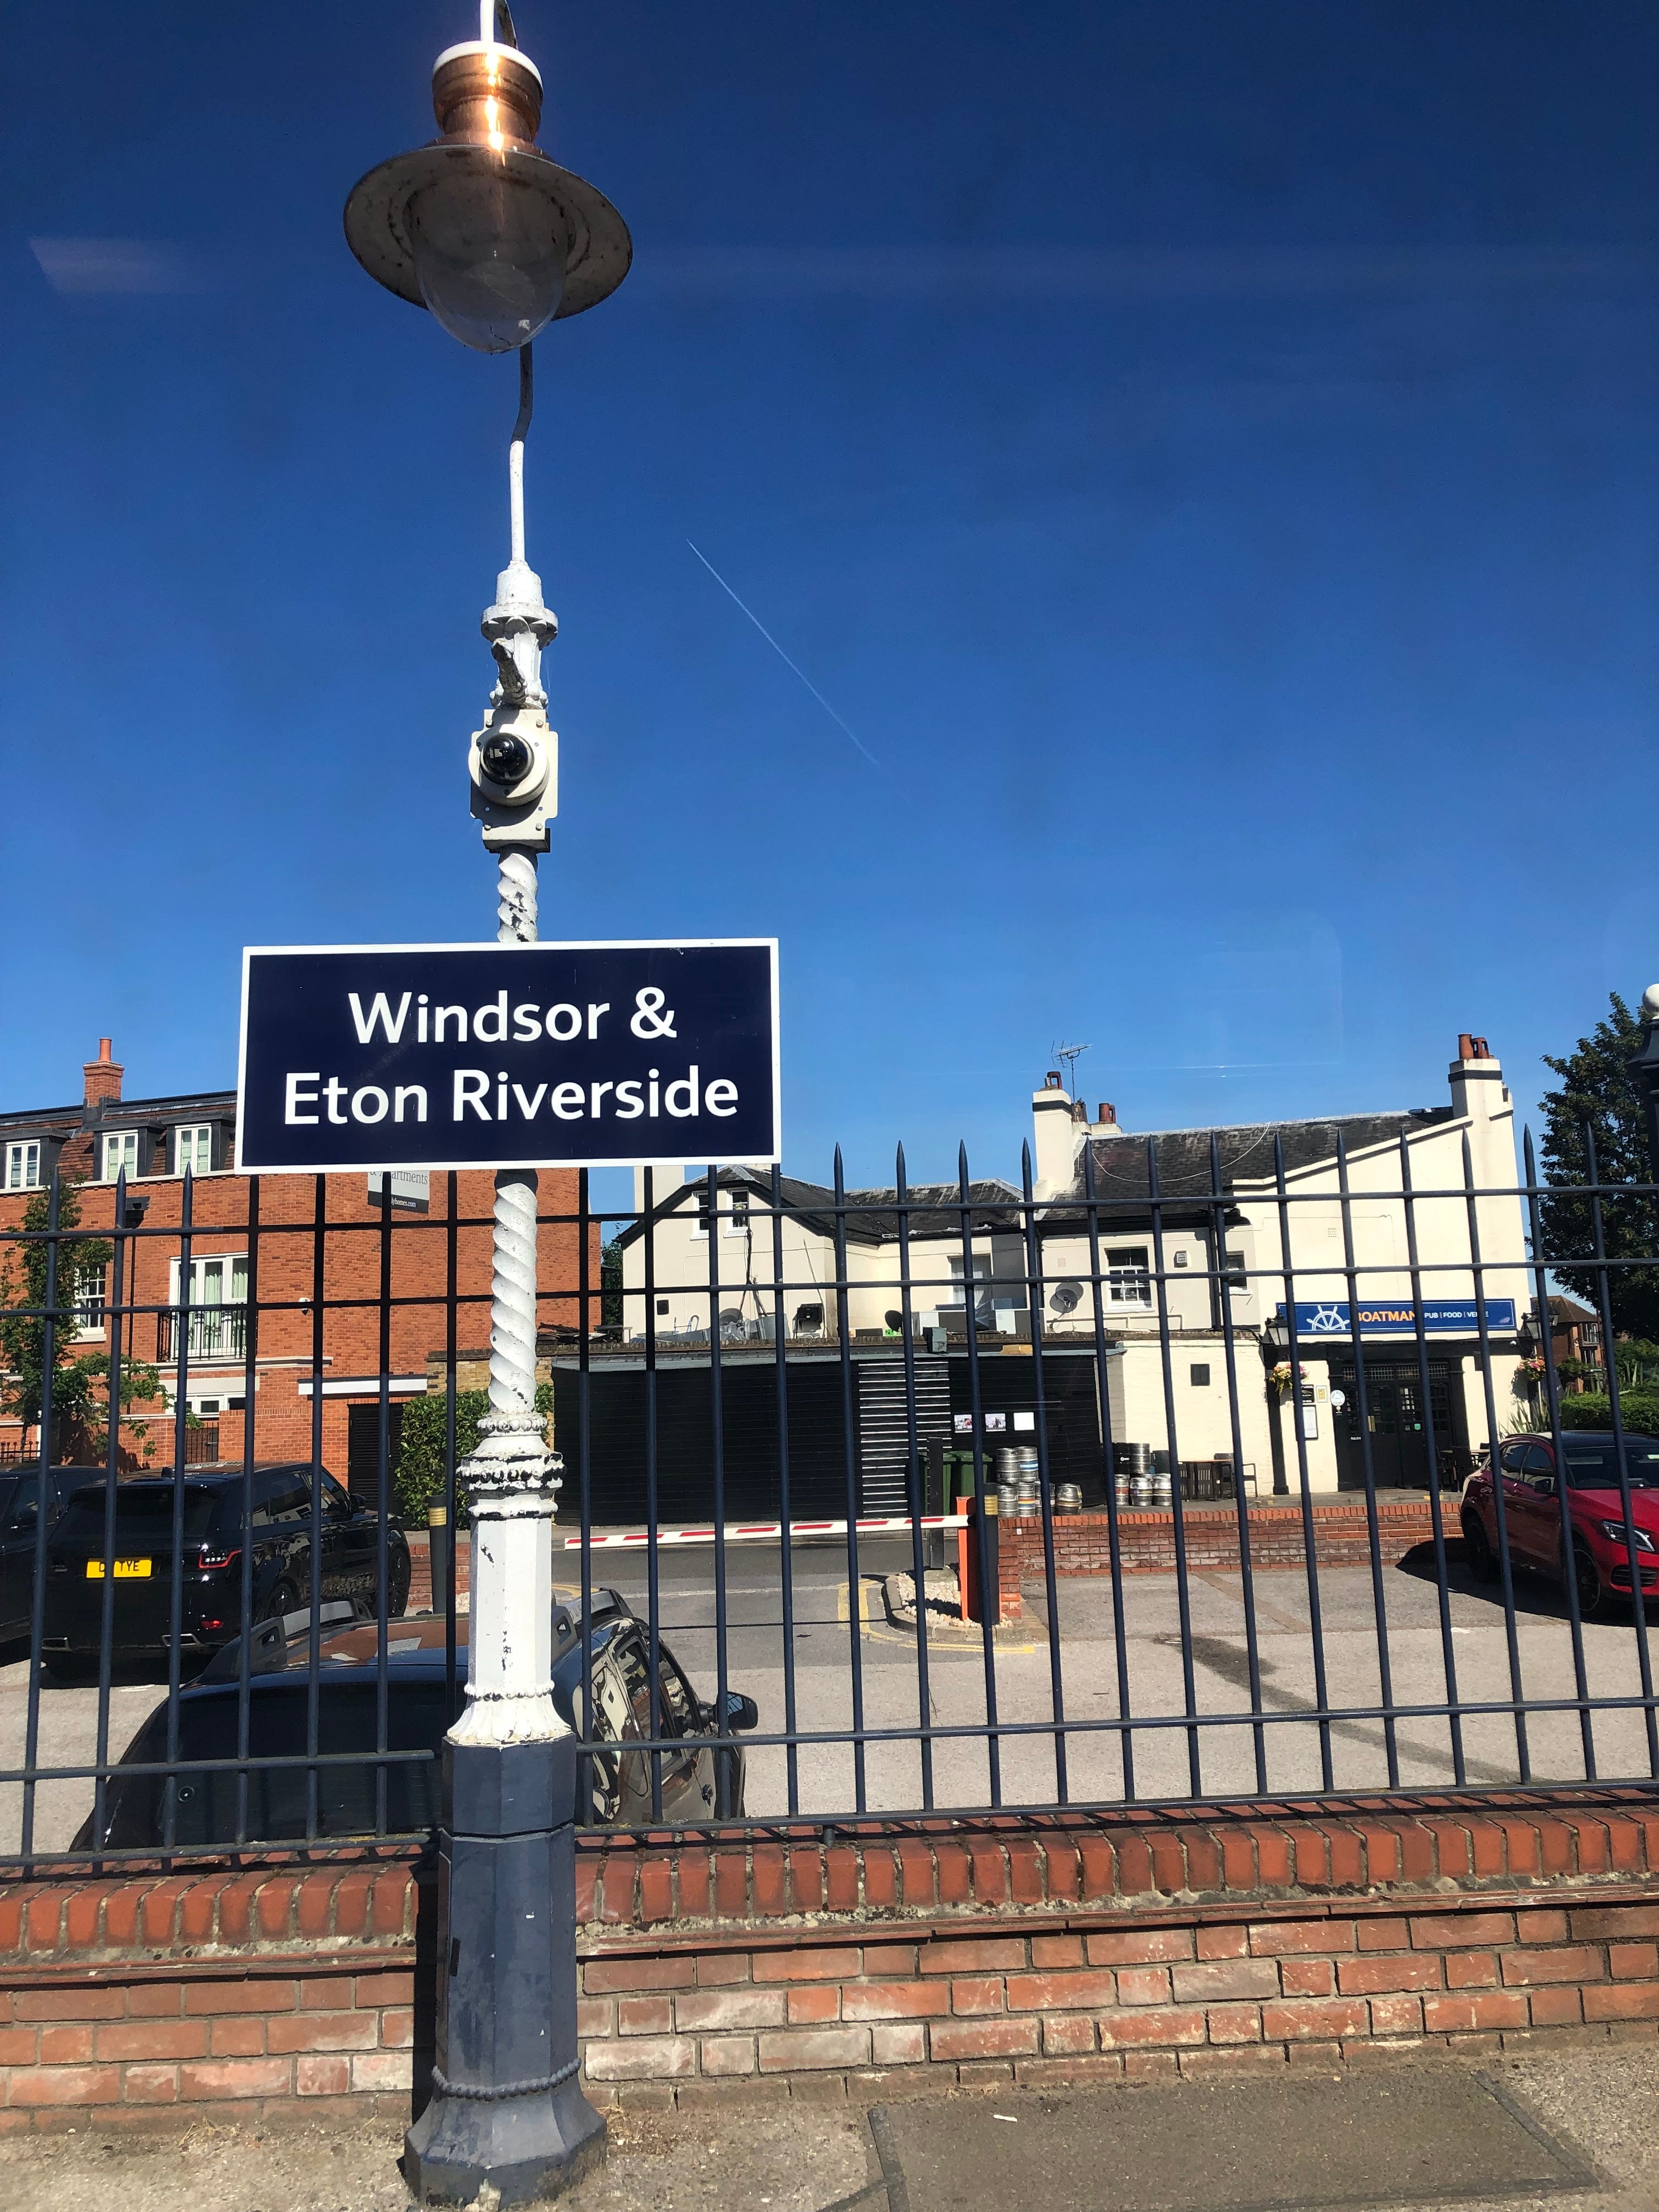 Windsor &
Eton Riverside
BOATMAN PUB | FOOD |